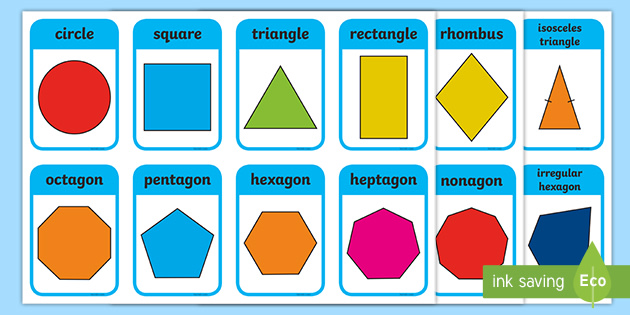 circle
square
triangle
rectangle
rhombus
isosceles
triangle
octagon
pentagon
hexagon
heptagon
nonagon
irregular
hexagon
ink saving
Eco